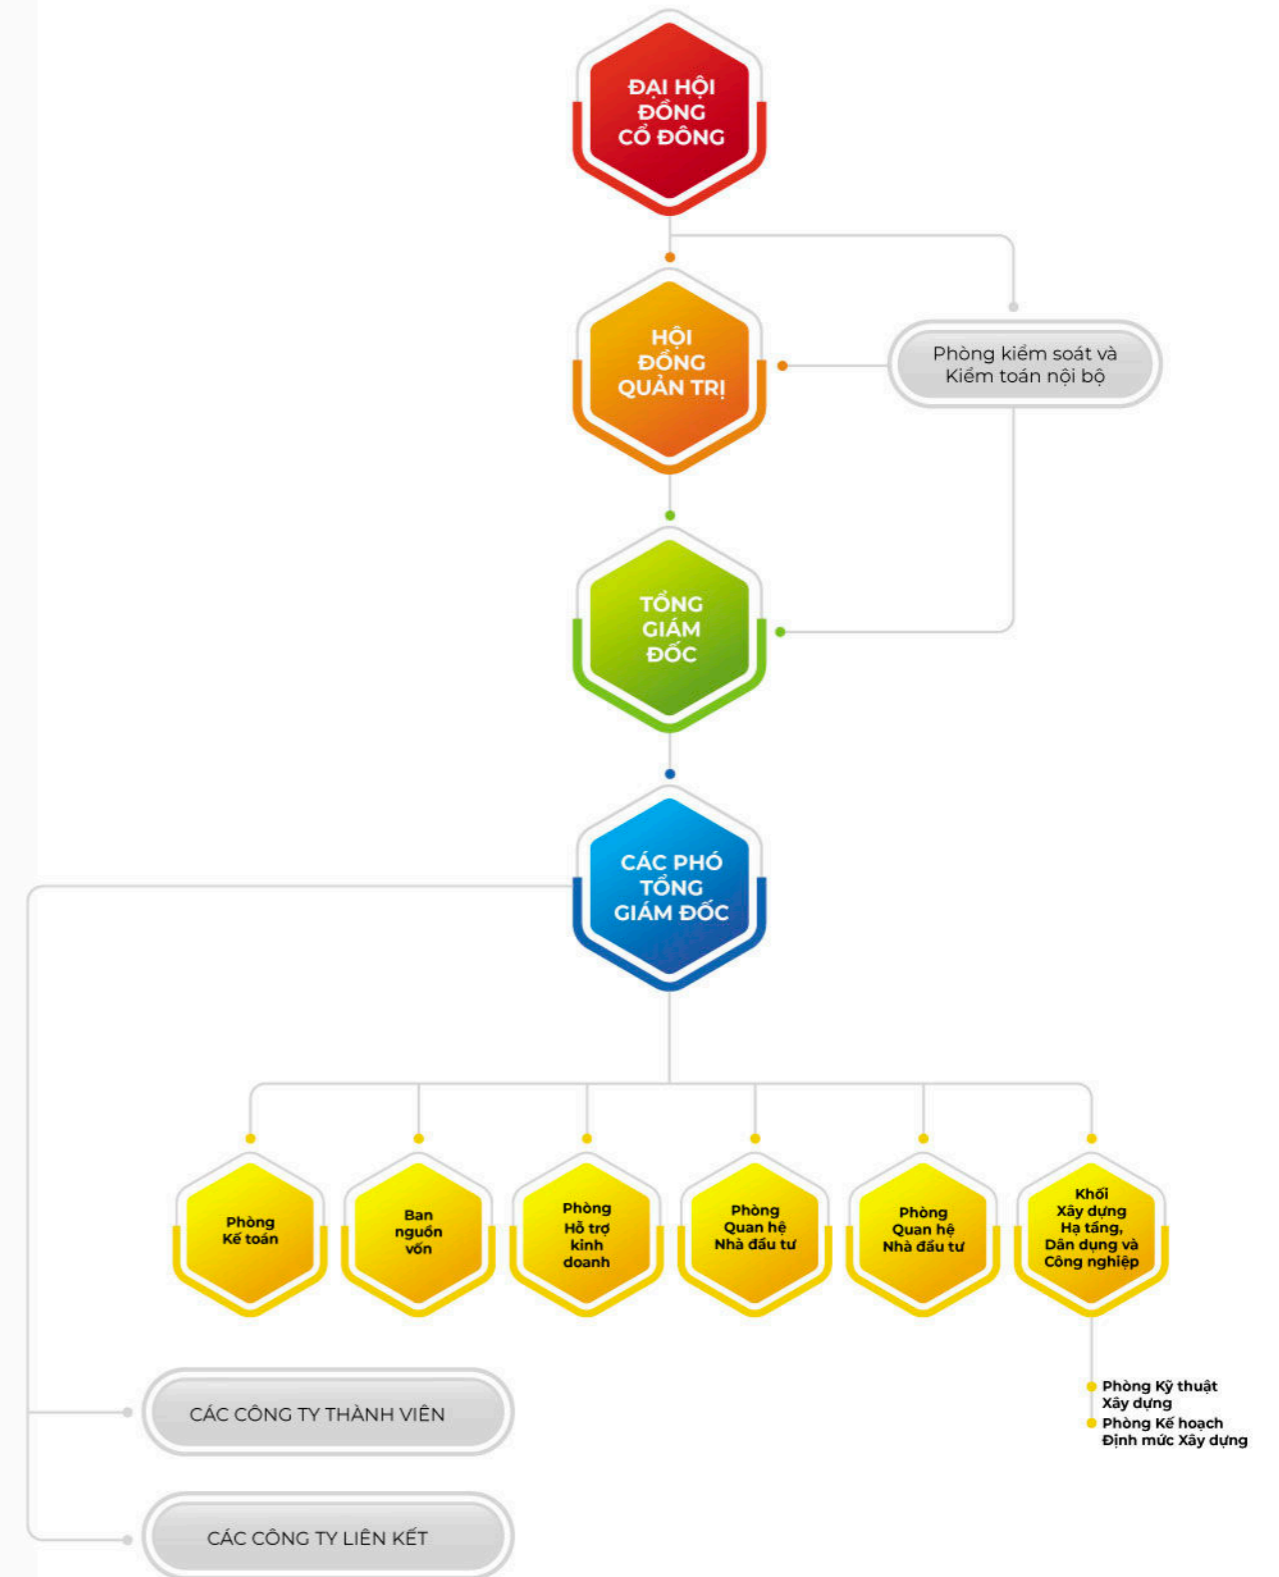 ĐẠI HỘI
ĐỒNG
CỔ ĐÔNG
HỘI
ĐỒNG
QUẢN TRỊ
Phòng kiểm soát và
Kiểm toán nội bộ
TỔNG
GIÁM
ĐỐC
CÁC PHÓ
TỔNG
GIÁM ĐỐC
Phòng
Kế toán
Ban
nguồn
vốn
Phòng
Hỗ trợ
kinh
doanh
Phòng
Quan hệ
Nhà đầu tư
Phòng
Quan hệ
Nhà đầu tư
Khối
Xây dựng
Hạ tầng,
Dân dụng và
Công nghiệp
Phòng Kỹ thuật
Xây dựng
Phòng Kế hoạch
Định mức Xây dựng
CÁC CÔNG TY THÀNH VIÊN
CÁC CÔNG TY LIÊN KẾT